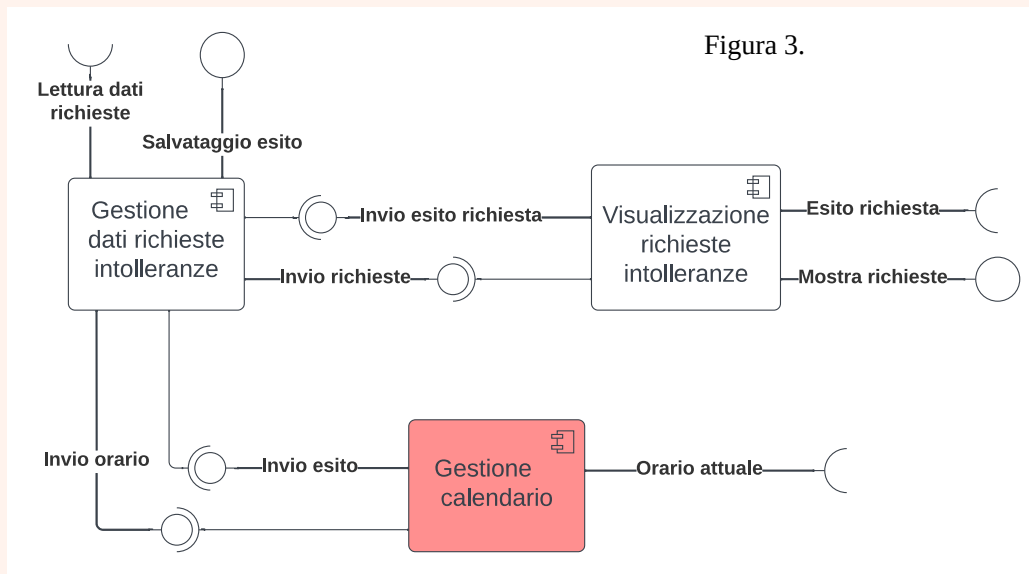 Figura 3.
Lettura dati
richieste
Salvataggio esito
Gestione
dati richieste
intolleranze
Invio esito richiesta
Invio richieste
Visualizzazione
richieste
intolleranze
Esito richiesta
Mostra richieste
Invio orario
Invio esito
Gestione
calendario
Orario attuale